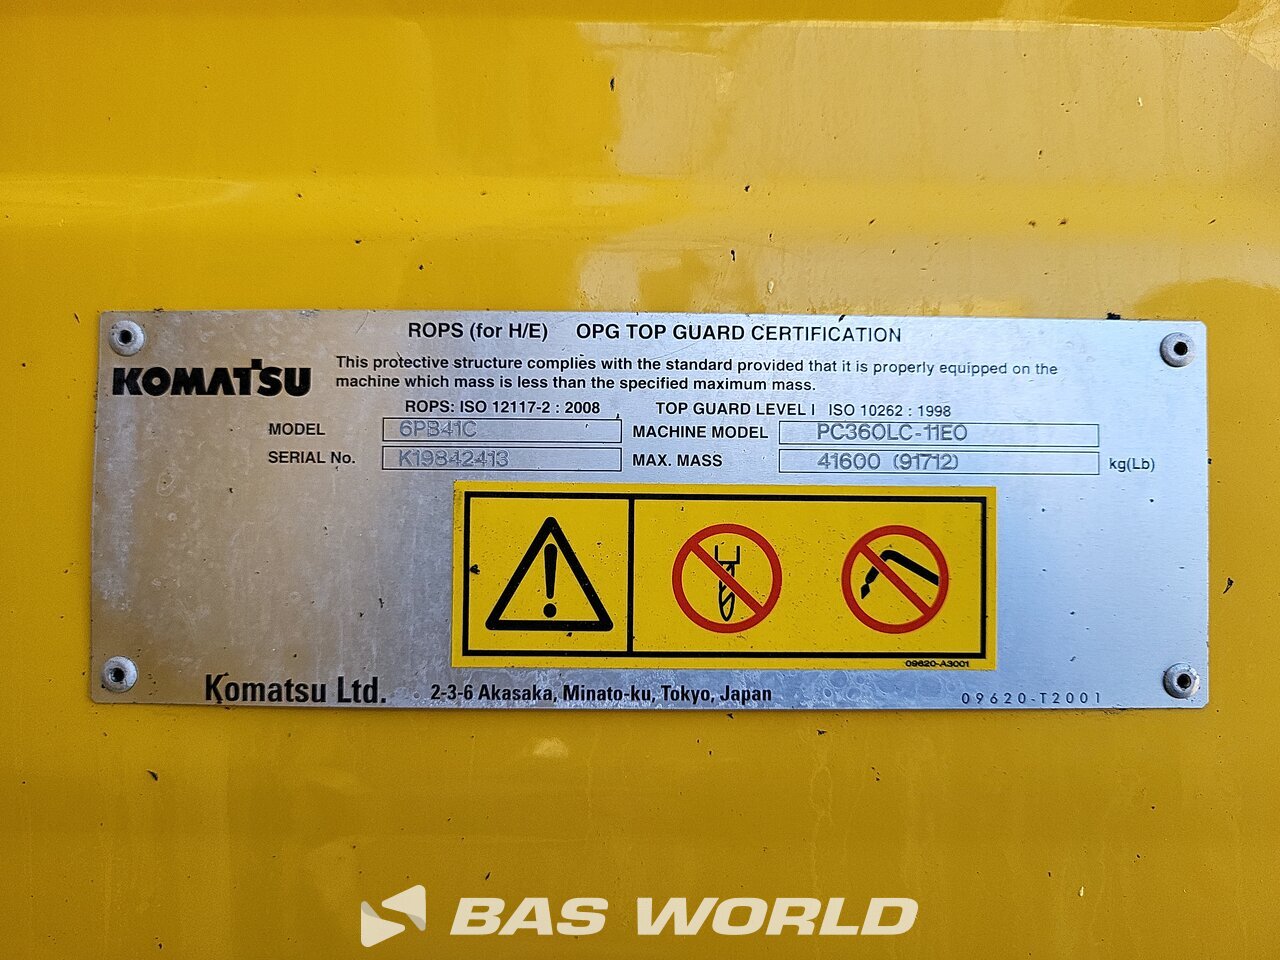 ROPS (for H/E) OPG TOP GUARD CERTIFICATION
KOMATSU
This protective structure complies with the standard provided that it is properly equipped on the
machine which mass is less than the specified maximum mass.
ROPS: ISO 12117-2 : 2008 TOP GUARD LEVEL I ISO 10262 : 1998
MODEL 6PB41C MACHINE MODEL PC360LC-11E0
SERIAL No. K19842413 MAX. MASS 41600 (91712) kg(Lb)
09620-A3001
Komatsu Ltd. 2-3-6 Akasaka, Minato-ku, Tokyo, Japan 09620-T2001
BAS WORLD